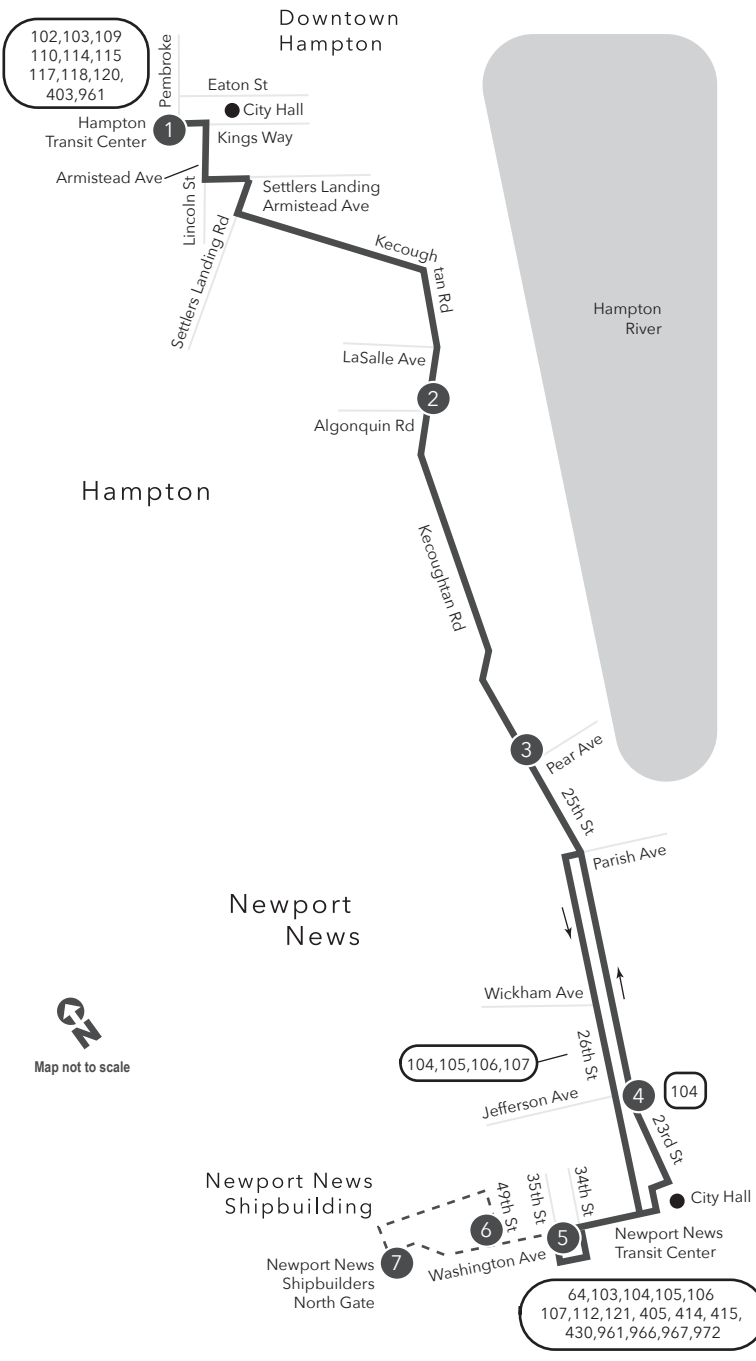 Downtown
Hampton
102,103,109
110,114,115
117,118,120,
403,961
Pembroke
Eaton St
City Hall
Hampton
Transit Center
1
Kings Way
Armistead Ave
Lincoln St
Settlers Landing
Armistead Ave
Settlers Landing Rd
Kecough
tan Rd
Hampton
River
LaSalle Ave
2
Algonquin Rd
Hampton
Kecoughtan Rd
3
Pear Ave
25th St
Parish Ave
Newport
News
Wickham Ave
N
Map not to scale
26th St
104,105,106,107
Jefferson Ave
4
104
23rd St
Newport News
Shipbuilding
49th St
35th St
34th St
City Hall
6
5
Newport News
Transit Center
7
Washington Ave
Newport News
Shipbuilders
North Gate
64,103,104,105,106
107,112,121, 405, 414, 415,
430,961,966,967,972